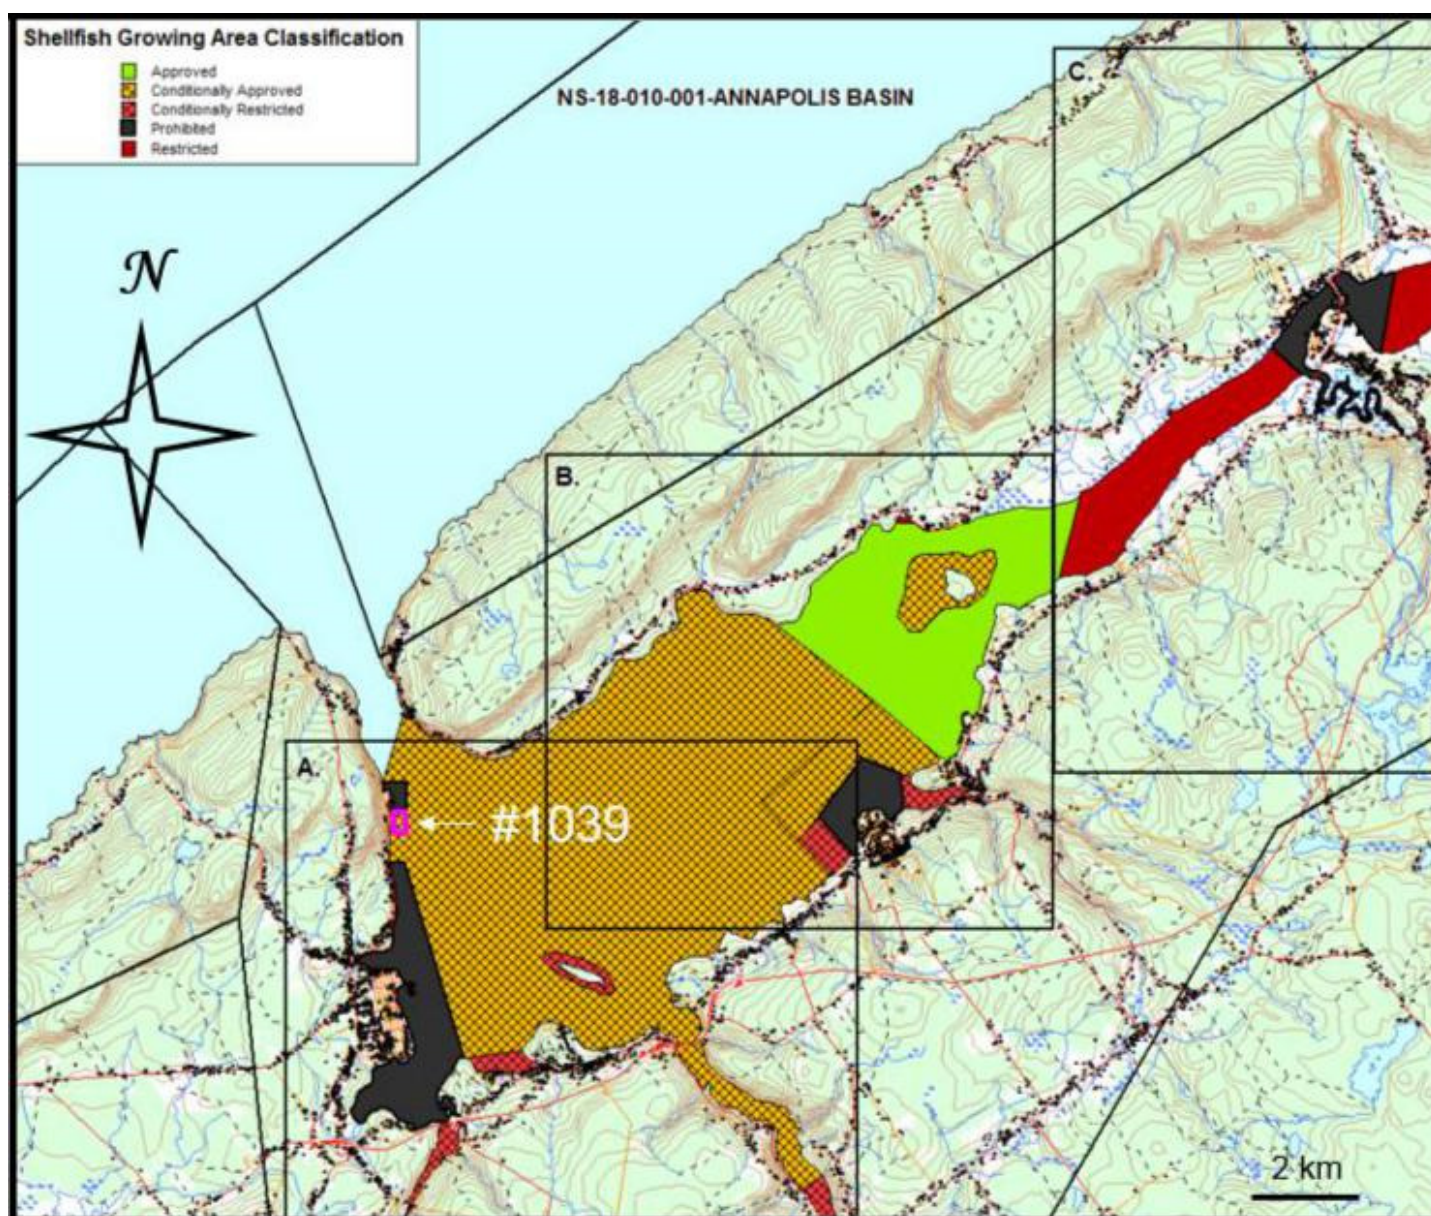 Shellfish Growing Area Classification
Approved
Conditionally Approved
Conditionally Restricted
Prohibited
Restricted
NS-18-010-001-ANNAPOLIS BASIN
C.
N
B.
A.
#1039
2 km